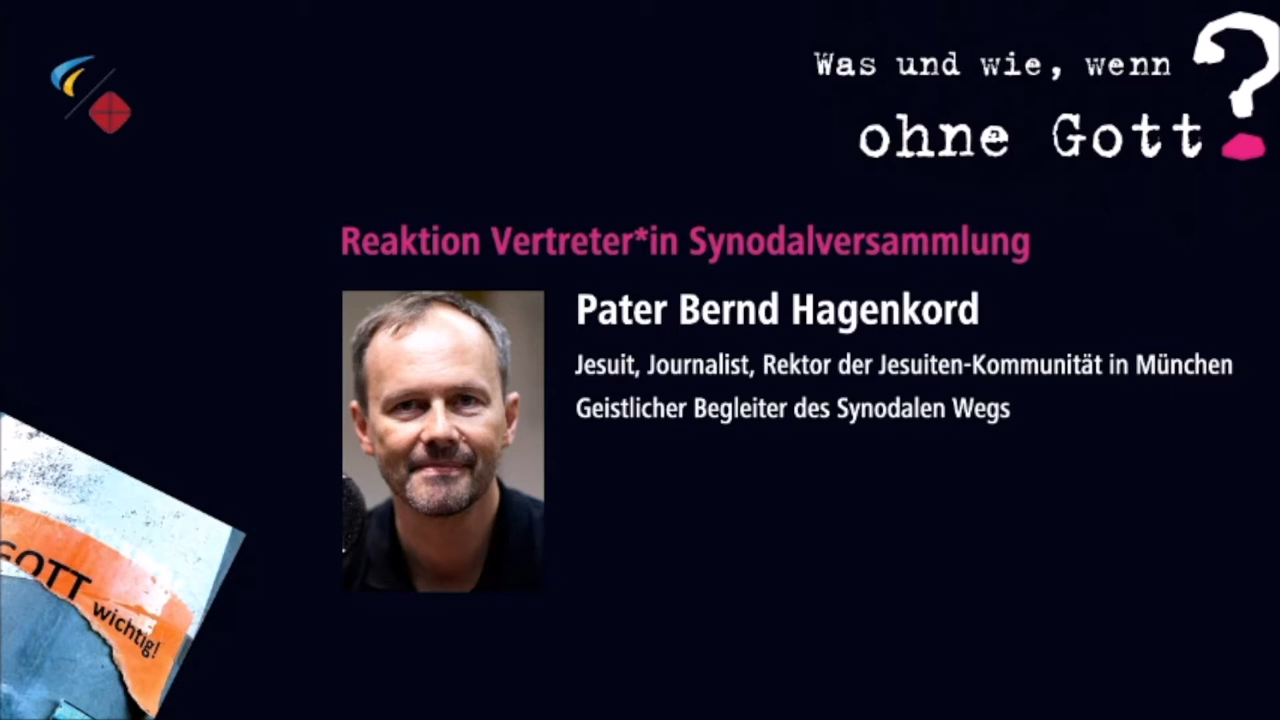 Was und wie, wenn
ohne Gott?
Reaktion Vertreter*in Synodalversammlung
Pater Bernd Hagenkord
Jesuit, Journalist, Rektor der Jesuiten-Kommunität in München
Geistlicher Begleiter des Synodalen Wegs
GOTT
wichtig!